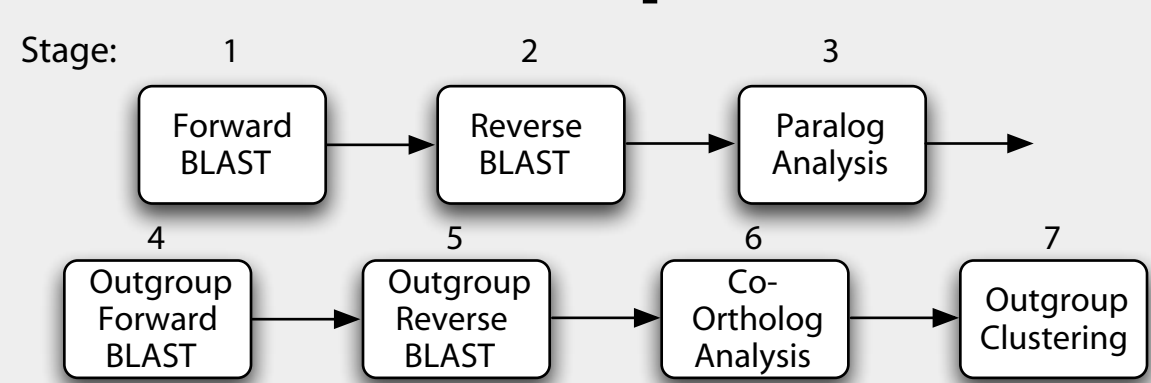 Stage: 1 2 3
Forward
BLAST
Reverse
BLAST
Paralog
Analysis
4 5 6 7
Outgroup
Forward
BLAST
Outgroup
Reverse
BLAST
Co-
Ortholog
Analysis
Outgroup
Clustering